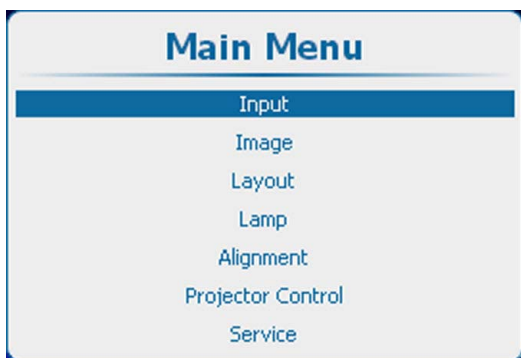 Main Menu
Input
Image
Layout
Lamp
Alignment
Projector Control
Service